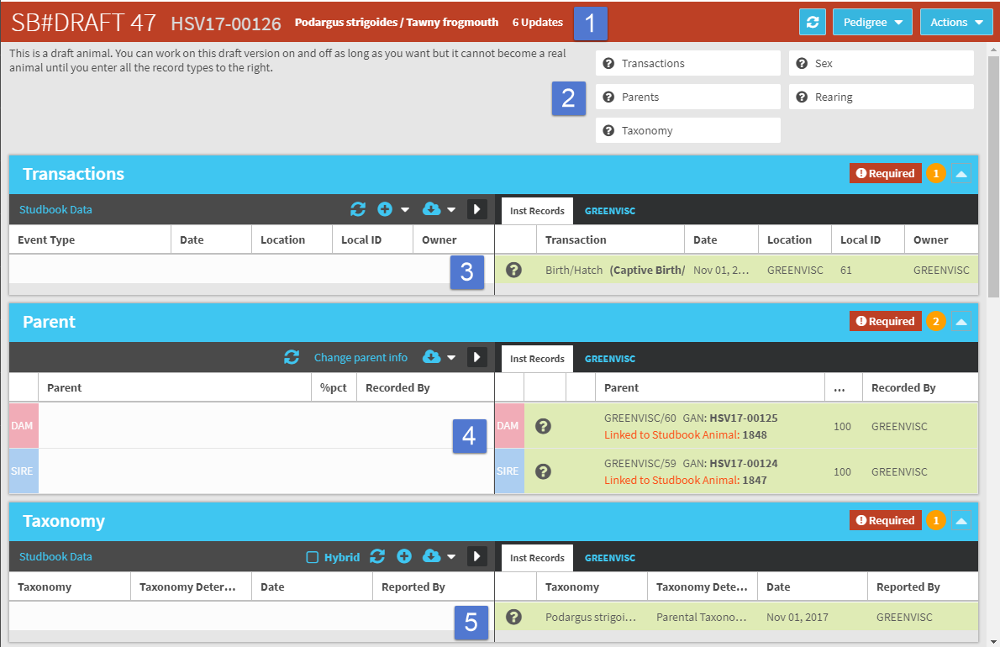 SB#DRAFT 47 HSV17-00126 Podargus strigoides / Tawny frogmouth 6 Updates 1 Pedigree Actions
This is a draft animal. You can work on this draft version on and off as long as you want but it cannot become a real
animal until you enter all the record types to the right.
Transactions Sex
2 Parents Rearing
Taxonomy
Transactions Required 1
Studbook Data Inst Records GREENVISC
Event Type Date Location Local ID Owner Transaction Date Location Local ID Owner
3 Birth/Hatch (Captive Birth/ Nov 01, 2... GREENVISC 61 GREENVISC
Parent Required 2
Change parent info Inst Records GREENVISC
Parent %pct Recorded By Parent ... Recorded By
DAM 4 DAM GREENVISC/60 GAN: HSV17-00125 100 GREENVISC
Linked to Studbook Animal: 1848
SIRE SIRE GREENVISC/59 GAN: HSV17-00124 100 GREENVISC
Linked to Studbook Animal: 1847
Taxonomy Required 1
Studbook Data Hybrid Inst Records GREENVISC
Taxonomy Taxonomy Deter... Date Reported By Taxonomy Taxonomy Dete... Date Reported By
5 Podargus strigoi... Parental Taxono... Nov 01, 2017 GREENVISC